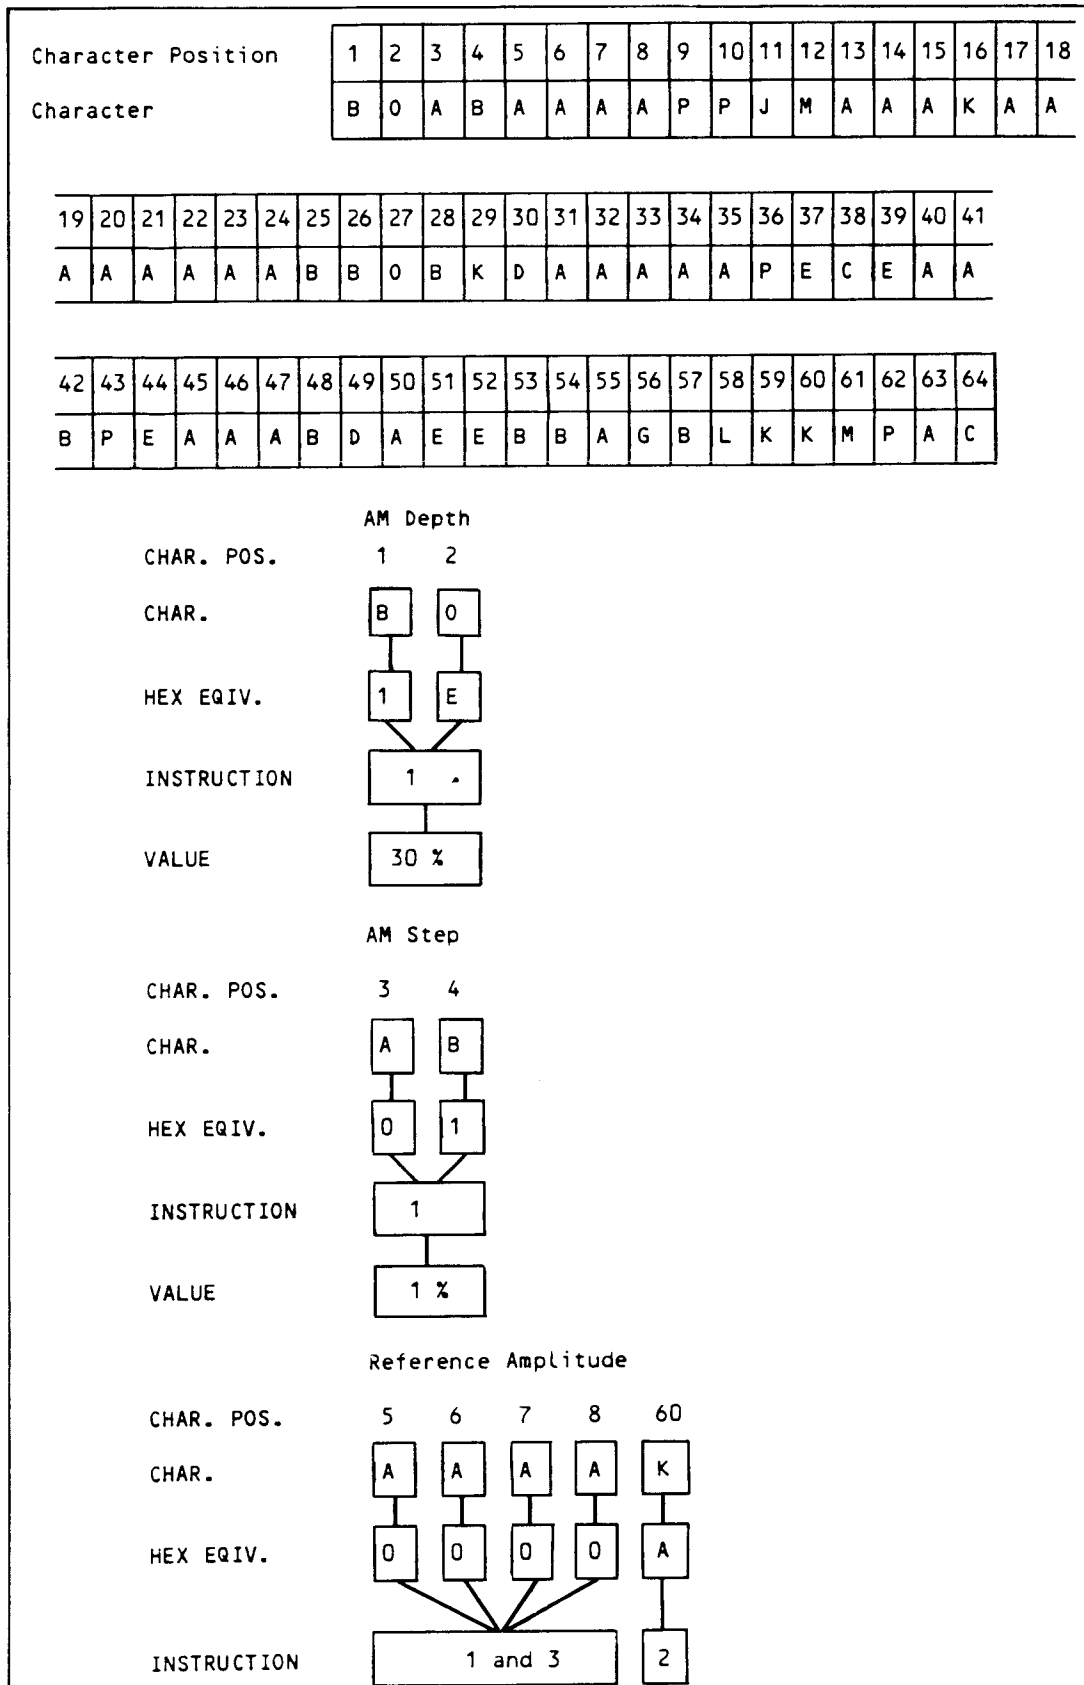 Character Position 1 2 3 4 5 6 7 8 9 10 11 12 13 14 15 16 17 18
Character B O A B A A A A P P J M A A A K A A
19 20 21 22 23 24 25 26 27 28 29 30 31 32 33 34 35 36 37 38 39 40 41
A A A A A A B B O B K D A A A A A P E C E A A
42 43 44 45 46 47 48 49 50 51 52 53 54 55 56 57 58 59 60 61 62 63 64
B P E A A A B D A E E B B A G B L K K M P A C
AM Depth
CHAR. POS. 1 2
CHAR. B O
HEX EQIV. 1 E
INSTRUCTION 1
VALUE 30 %
AM Step
CHAR. POS. 3 4
CHAR. A B
HEX EQIV. 0 1
INSTRUCTION 1
VALUE 1 %
Reference Amplitude
CHAR. POS. 5 6 7 8 60
CHAR. A A A A K
HEX EQIV. 0 0 0 0 A
INSTRUCTION 1 and 3 2